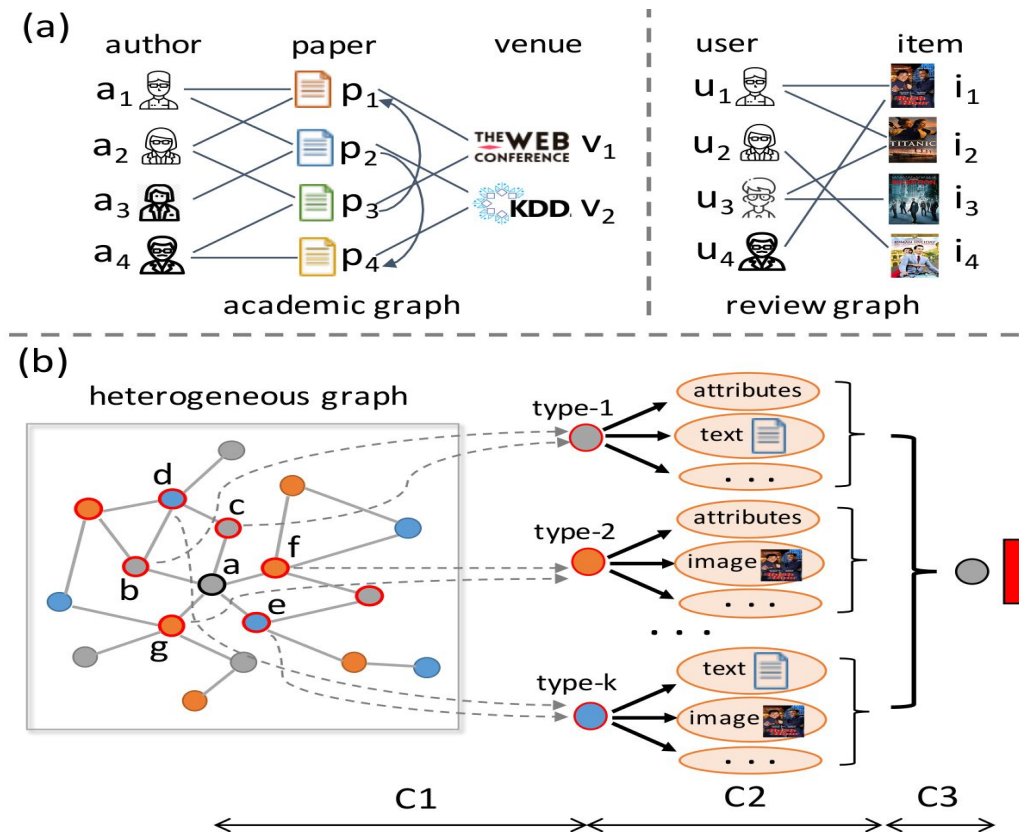 (a)
author paper venue
a1 p1
a2 p2 THE WEB CONFERENCE v1
a3 p3 KDD v2
a4 p4
academic graph
user item
u1 i1
u2 TITANIC i2
u3 i3
u4 i4
review graph
(b)
heterogeneous graph
d
c
f
b
a
e
g
type-1
attributes
text
. . .
type-2
attributes
image
. . .
. . .
type-k
text
image
. . .
C1 C2 C3